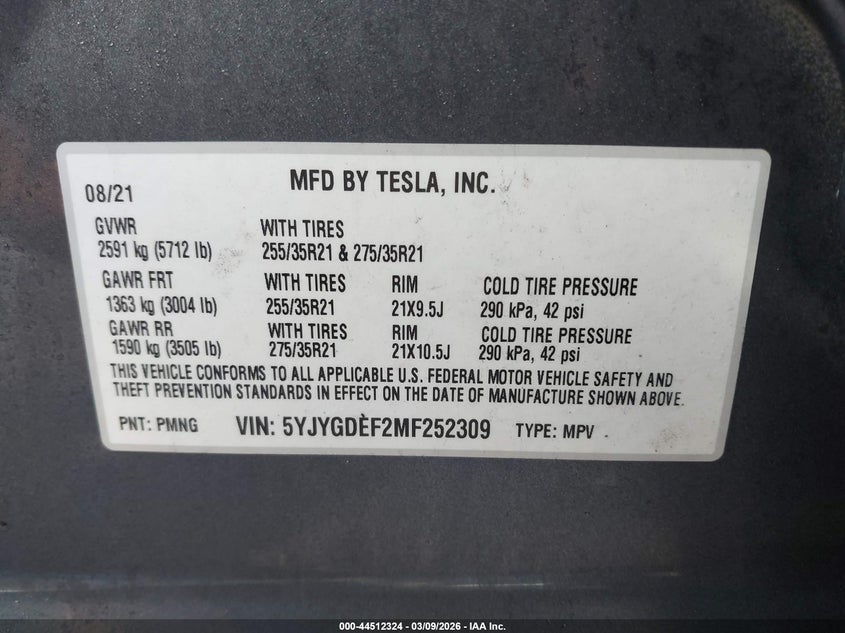 MFD BY TESLA, INC.
08/21
GVWR WITH TIRES
2591 kg (5712 lb) 255/35R21 & 275/35R21
GAWR FRT WITH TIRES RIM COLD TIRE PRESSURE
1363 kg (3004 lb) 255/35R21 21X9.5J 290 kPa, 42 psi
GAWR RR WITH TIRES RIM COLD TIRE PRESSURE
1590 kg (3505 lb) 275/35R21 21X10.5J 290 kPa, 42 psi
THIS VEHICLE CONFORMS TO ALL APPLICABLE U.S. FEDERAL MOTOR VEHICLE SAFETY AND
THEFT PREVENTION STANDARDS IN EFFECT ON THE DATE OF MANUFACTURE SHOWN ABOVE.
PNT: PMNG VIN: 5YJYGDEF2MF252309 TYPE: MPV
000-44512324 | 03/09/2026 - IAA Inc.